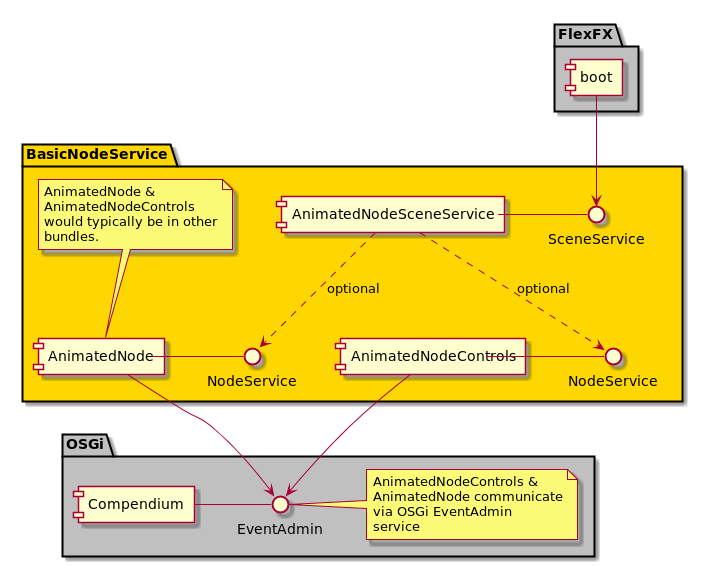 FlexFX
boot
BasicNodeService
AnimatedNode &
AnimatedNodeControls
would typically be in other
bundles.
AnimatedNodeSceneService
SceneService
optional
optional
AnimatedNode
NodeService
AnimatedNodeControls
NodeService
OSGi
Compendium
EventAdmin
AnimatedNodeControls &
AnimatedNode communicate
via OSGi EventAdmin
service